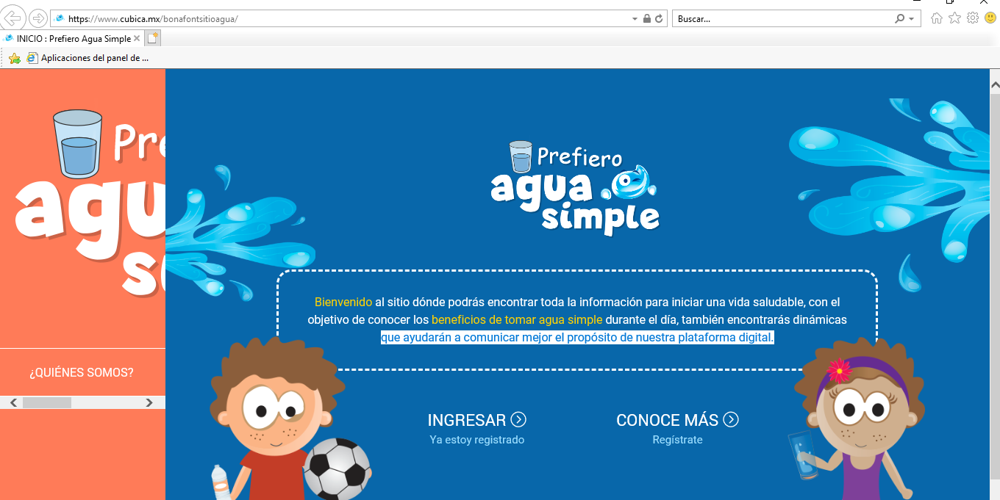 https://www.cubica.mx/bonafontsitioagua/
Buscar...
INICIO : Prefiero Agua Simple
Aplicaciones del panel de ...
Pre
agu
si
¿QUIÉNES SOMOS?
Prefiero
agua
simple
Bienvenido al sitio dónde podrás encontrar toda la información para iniciar una vida saludable, con el
objetivo de conocer los beneficios de tomar agua simple durante el día, también encontrarás dinámicas
que ayudarán a comunicar mejor el propósito de nuestra plataforma digital.
INGRESAR
Ya estoy registrado
CONOCE MÁS
Regístrate